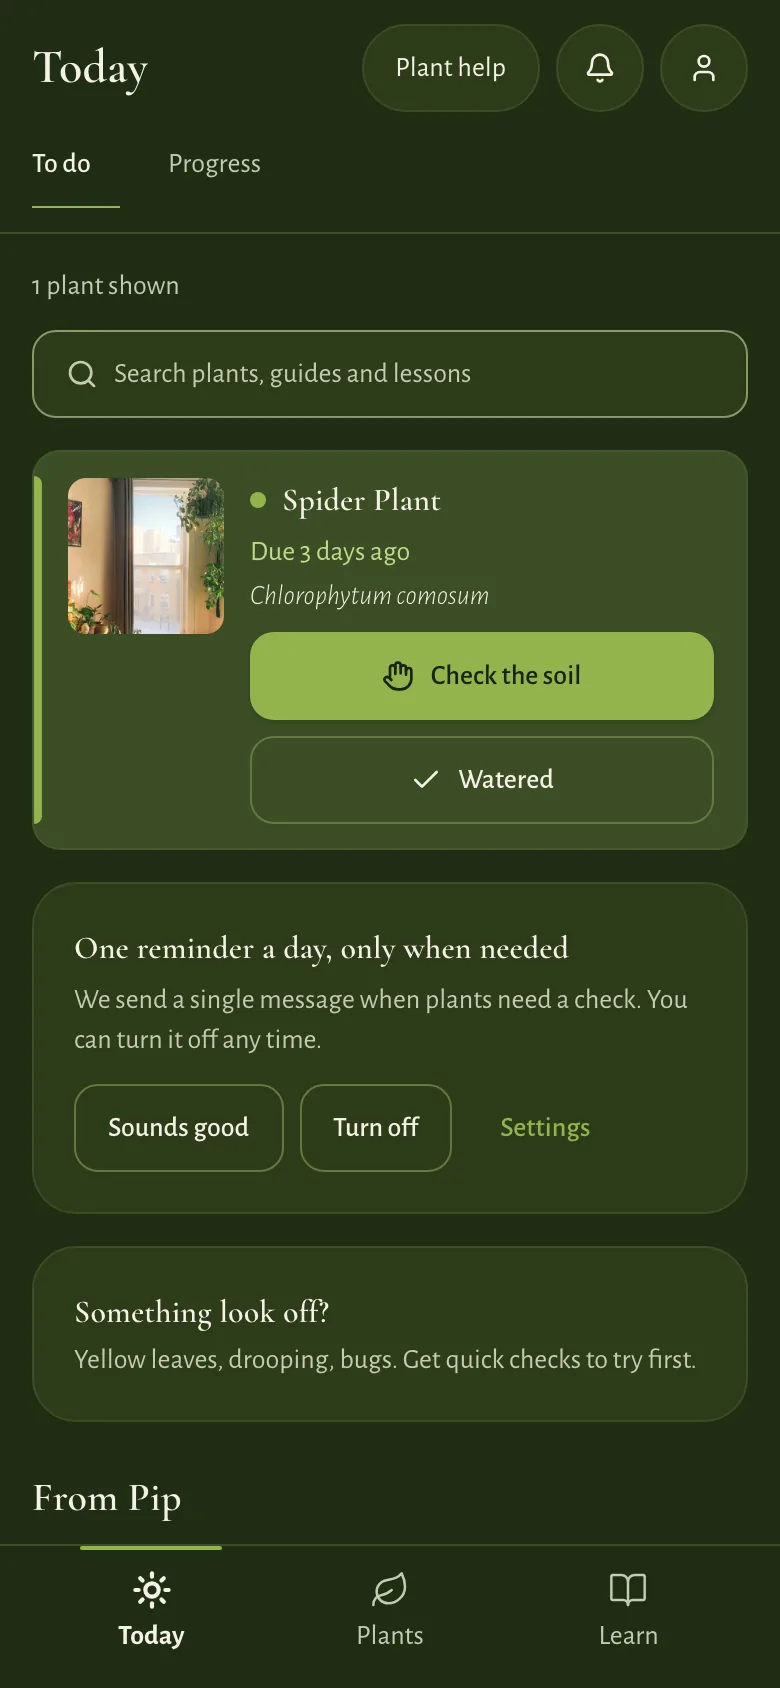 Today
Plant help
To do
Progress
1 plant shown
Search plants, guides and lessons
Spider Plant
Due 3 days ago
Chlorophytum comosum
Check the soil
Watered
One reminder a day, only when needed
We send a single message when plants need a check. You
can turn it off any time.
Sounds good
Turn off
Settings
Something look off?
Yellow leaves, drooping, bugs. Get quick checks to try first.
From Pip
Today
Plants
Learn